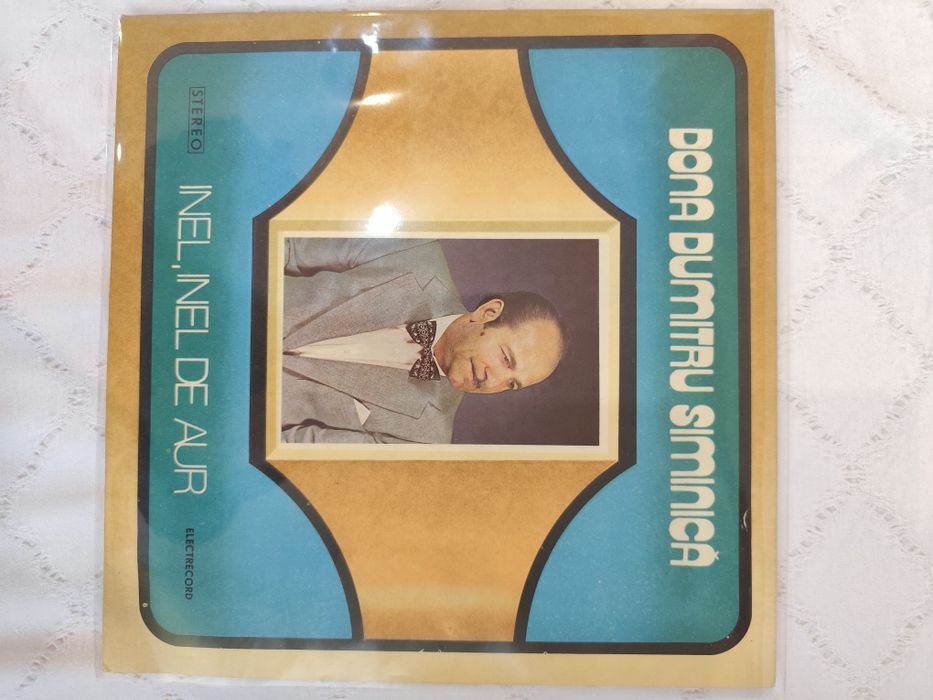 DONA DUMITRU SIMINICĂ
STEREO
INEL, INEL DE AUR
ELECTRECORD